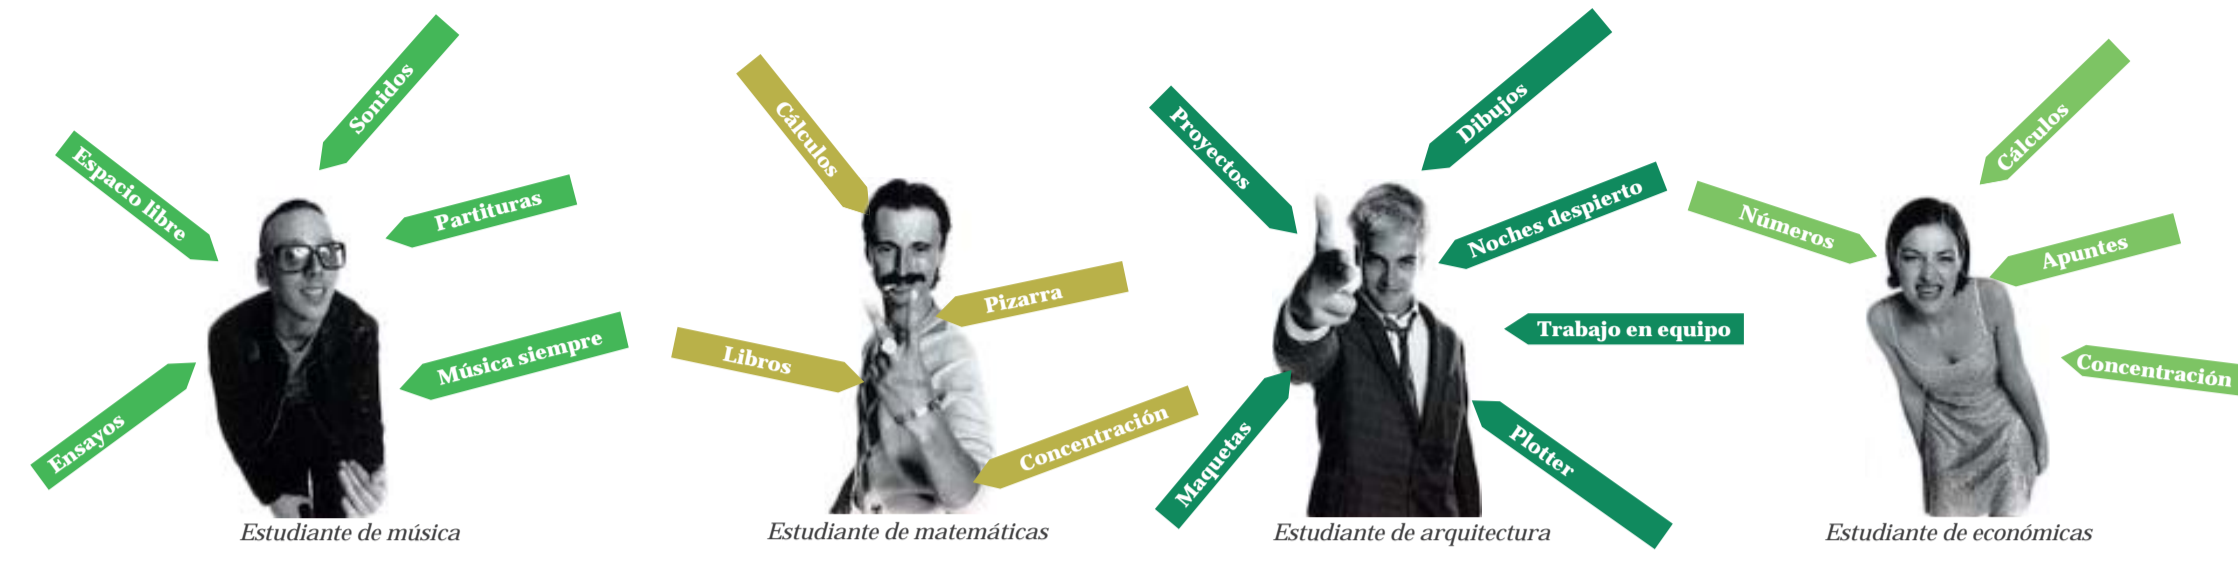 Sonidos
Espacio libre
Partituras
Música siempre
Ensayos
Estudiante de música
Cálculos
Pizarra
Libros
Concentración
Estudiante de matemáticas
Proyectos
Dibujos
Noches despierto
Trabajo en equipo
Maquetas
Plotter
Estudiante de arquitectura
Cálculos
Números
Apuntes
Concentración
Estudiante de económicas